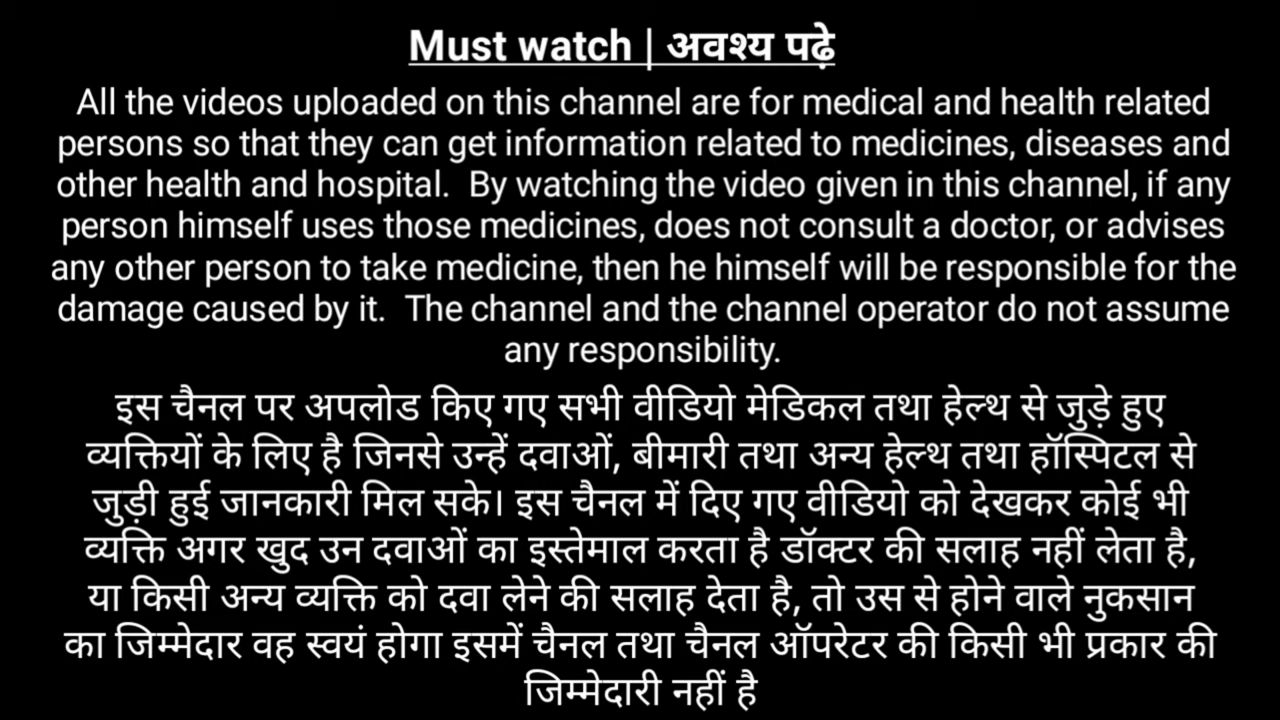 Must watch | अवश्य पढ़े
All the videos uploaded on this channel are for medical and health related
persons so that they can get information related to medicines, diseases and
other health and hospital. By watching the video given in this channel, if any
person himself uses those medicines, does not consult a doctor, or advises
any other person to take medicine, then he himself will be responsible for the
damage caused by it. The channel and the channel operator do not assume
any responsibility.
इस चैनल पर अपलोड किए गए सभी वीडियो मेडिकल तथा हेल्थ से जुड़े हुए
व्यक्तियों के लिए है जिनसे उन्हें दवाओं, बीमारी तथा अन्य हेल्थ तथा हॉस्पिटल से
जुड़ी हुई जानकारी मिल सके। इस चैनल में दिए गए वीडियो को देखकर कोई भी
व्यक्ति अगर खुद उन दवाओं का इस्तेमाल करता है डॉक्टर की सलाह नहीं लेता है,
या किसी अन्य व्यक्ति को दवा लेने की सलाह देता है, तो उस से होने वाले नुकसान
का जिम्मेदार वह स्वयं होगा इसमें चैनल तथा चैनल ऑपरेटर की किसी भी प्रकार की
जिम्मेदारी नहीं है